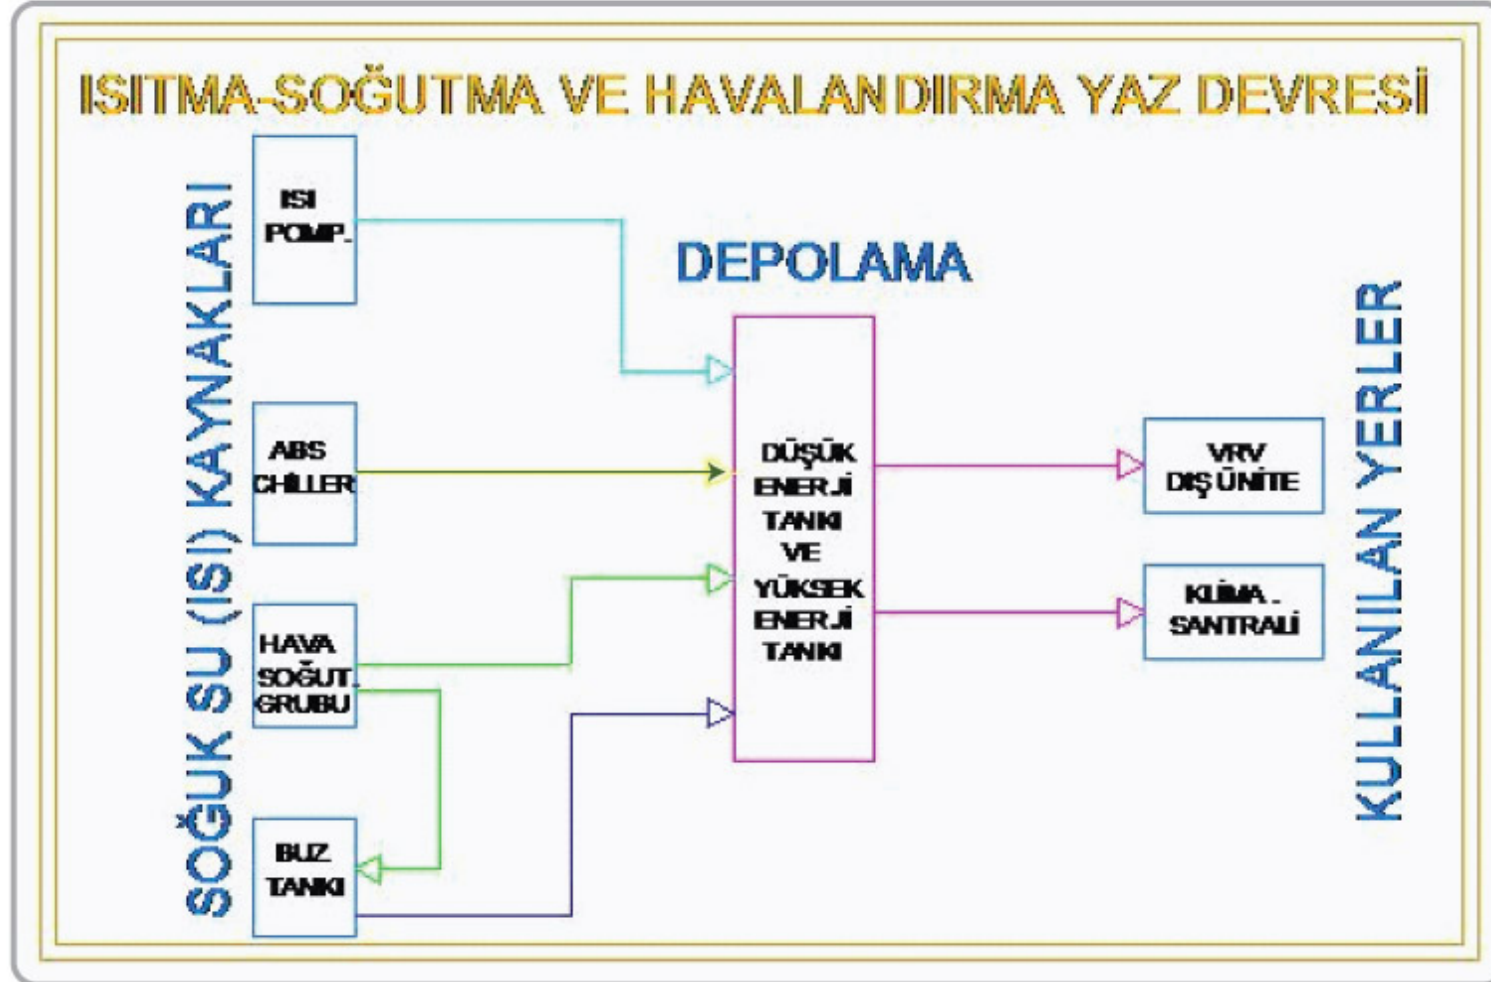 ISITMA-SOĞUTMA VE HAVALANDIRMA YAZ DEVRESİ
SOĞUK SU (ISI) KAYNAKLARI
ISI
POMP.
ABS
CHİLLER
HAVA
SOĞUT.
GRUBU
BUZ
TANKI
DEPOLAMA
DÜŞÜK
ENERJİ
TANKI
VE
YÜKSEK
ENERJİ
TANKI
VRV
DIŞ ÜNİTE
KLİMA
SANTRALİ
KULLANILAN YERLER